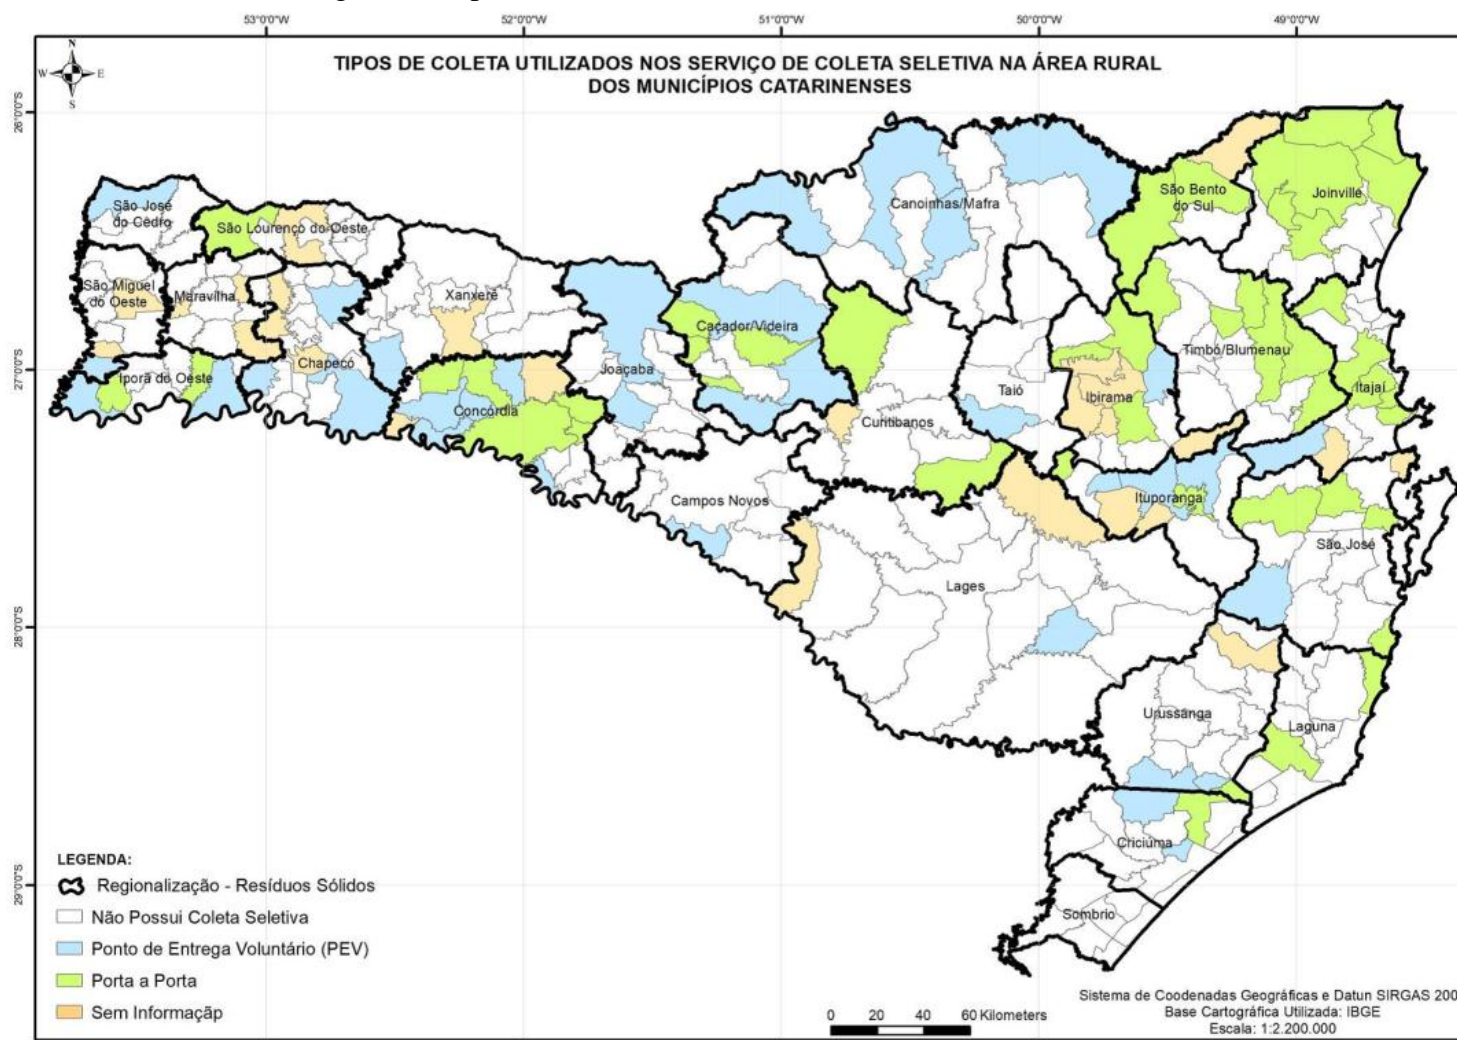 53°0'0"W 52°0'0"W 51°0'0"W 50°0'0"W 49°0'0"W
N
W E
S
TIPOS DE COLETA UTILIZADOS NOS SERVIÇO DE COLETA SELETIVA NA ÁREA RURAL
DOS MUNICÍPIOS CATARINENSES
26°0'0"S
27°0'0"S
28°0'0"S
29°0'0"S
São José
do Cedro
São Lourenço do Oeste
São Miguel
do Oeste
Maravilha
Xanxerê
Chapecó
Iporã do Oeste
Concórdia
Joaçaba
Caçador/Videira
Canoinhas/Mafra
São Bento
do Sul
Joinville
Timbó/Blumenau
Itajaí
Taió
Ibirama
Curitibanos
Campos Novos
Ituporanga
São José
Lages
Urussanga
Laguna
Criciúma
Sombrio
LEGENDA:
Regionalização - Resíduos Sólidos
Não Possui Coleta Seletiva
Ponto de Entrega Voluntário (PEV)
Porta a Porta
Sem Informaçãp
0 20 40 60 Kilometers
Sistema de Coodenadas Geográficas e Datun SIRGAS 200
Base Cartográfica Utilizada: IBGE
Escala: 1:2.200.000